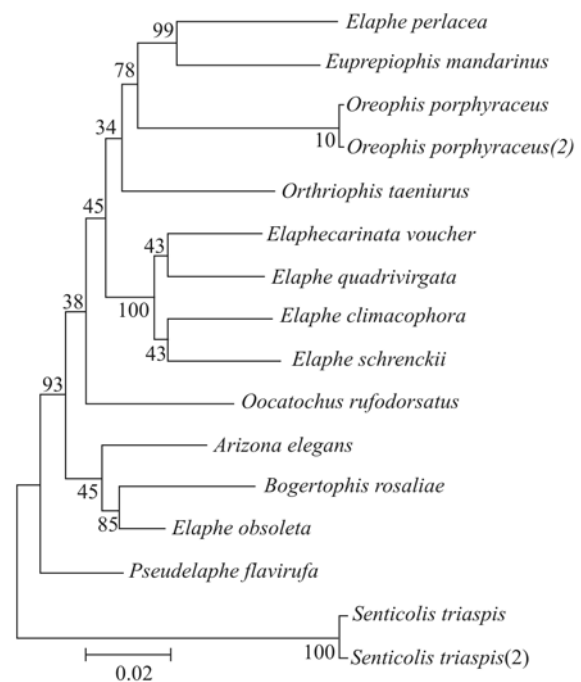 99
Elaphe perlacea
Euprepiophis mandarinus
78
Oreophis porphyraceus
10
Oreophis porphyraceus(2)
34
Orthriophis taeniurus
45
Elaphecarinata voucher
43
Elaphe quadrivirgata
100
Elaphe climacophora
43
Elaphe schrenckii
38
Oocatochus rufodorsatus
93
Arizona elegans
45
Bogertophis rosaliae
85
Elaphe obsoleta
Pseudelaphe flavirufa
Senticolis triaspis
100
Senticolis triaspis(2)
0.02